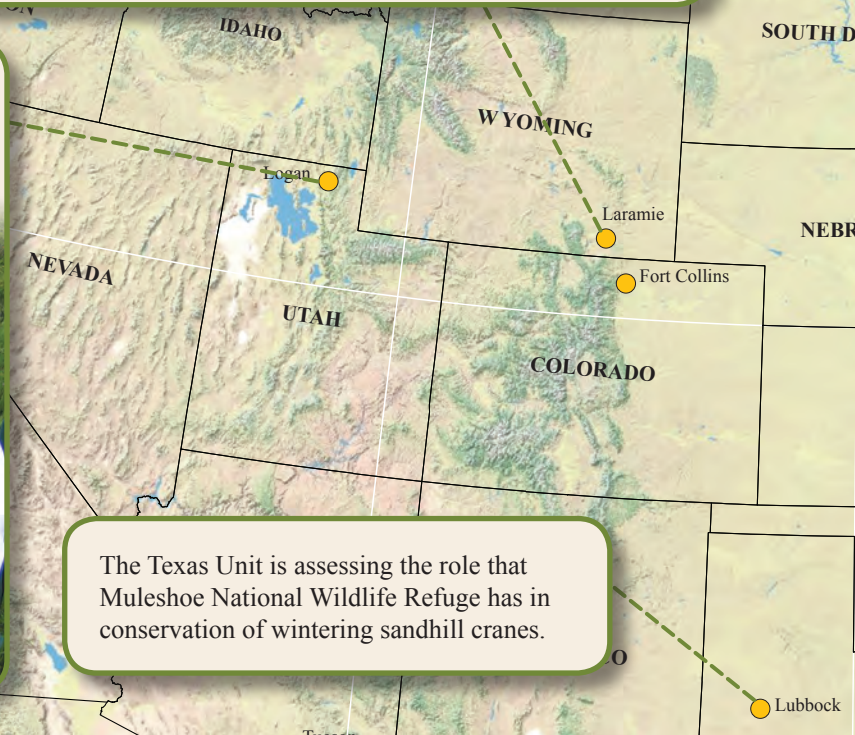 IDAHO
SOUTH D
WYOMING
Logan
Laramie
NEBR
NEVADA
Fort Collins
UTAH
COLORADO
The Texas Unit is assessing the role that
Muleshoe National Wildlife Refuge has in
conservation of wintering sandhill cranes.
CO
Lubbock